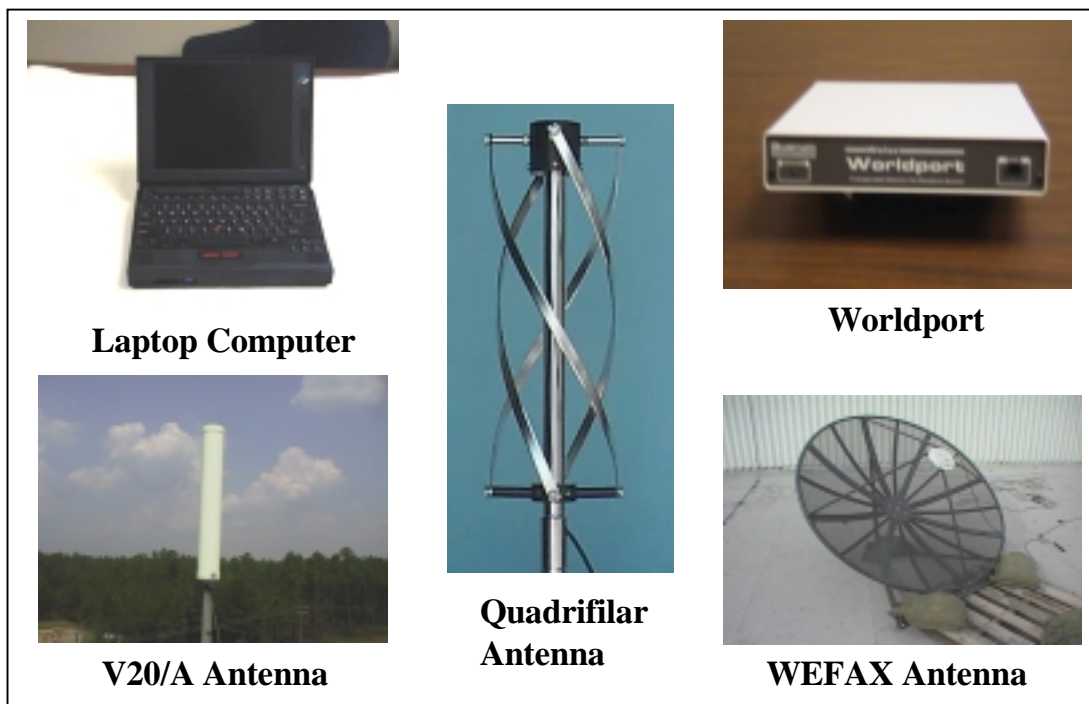 Laptop Computer
V20/A Antenna
Quadrifilar
Antenna
Worldport
Worldport
WEFAX Antenna